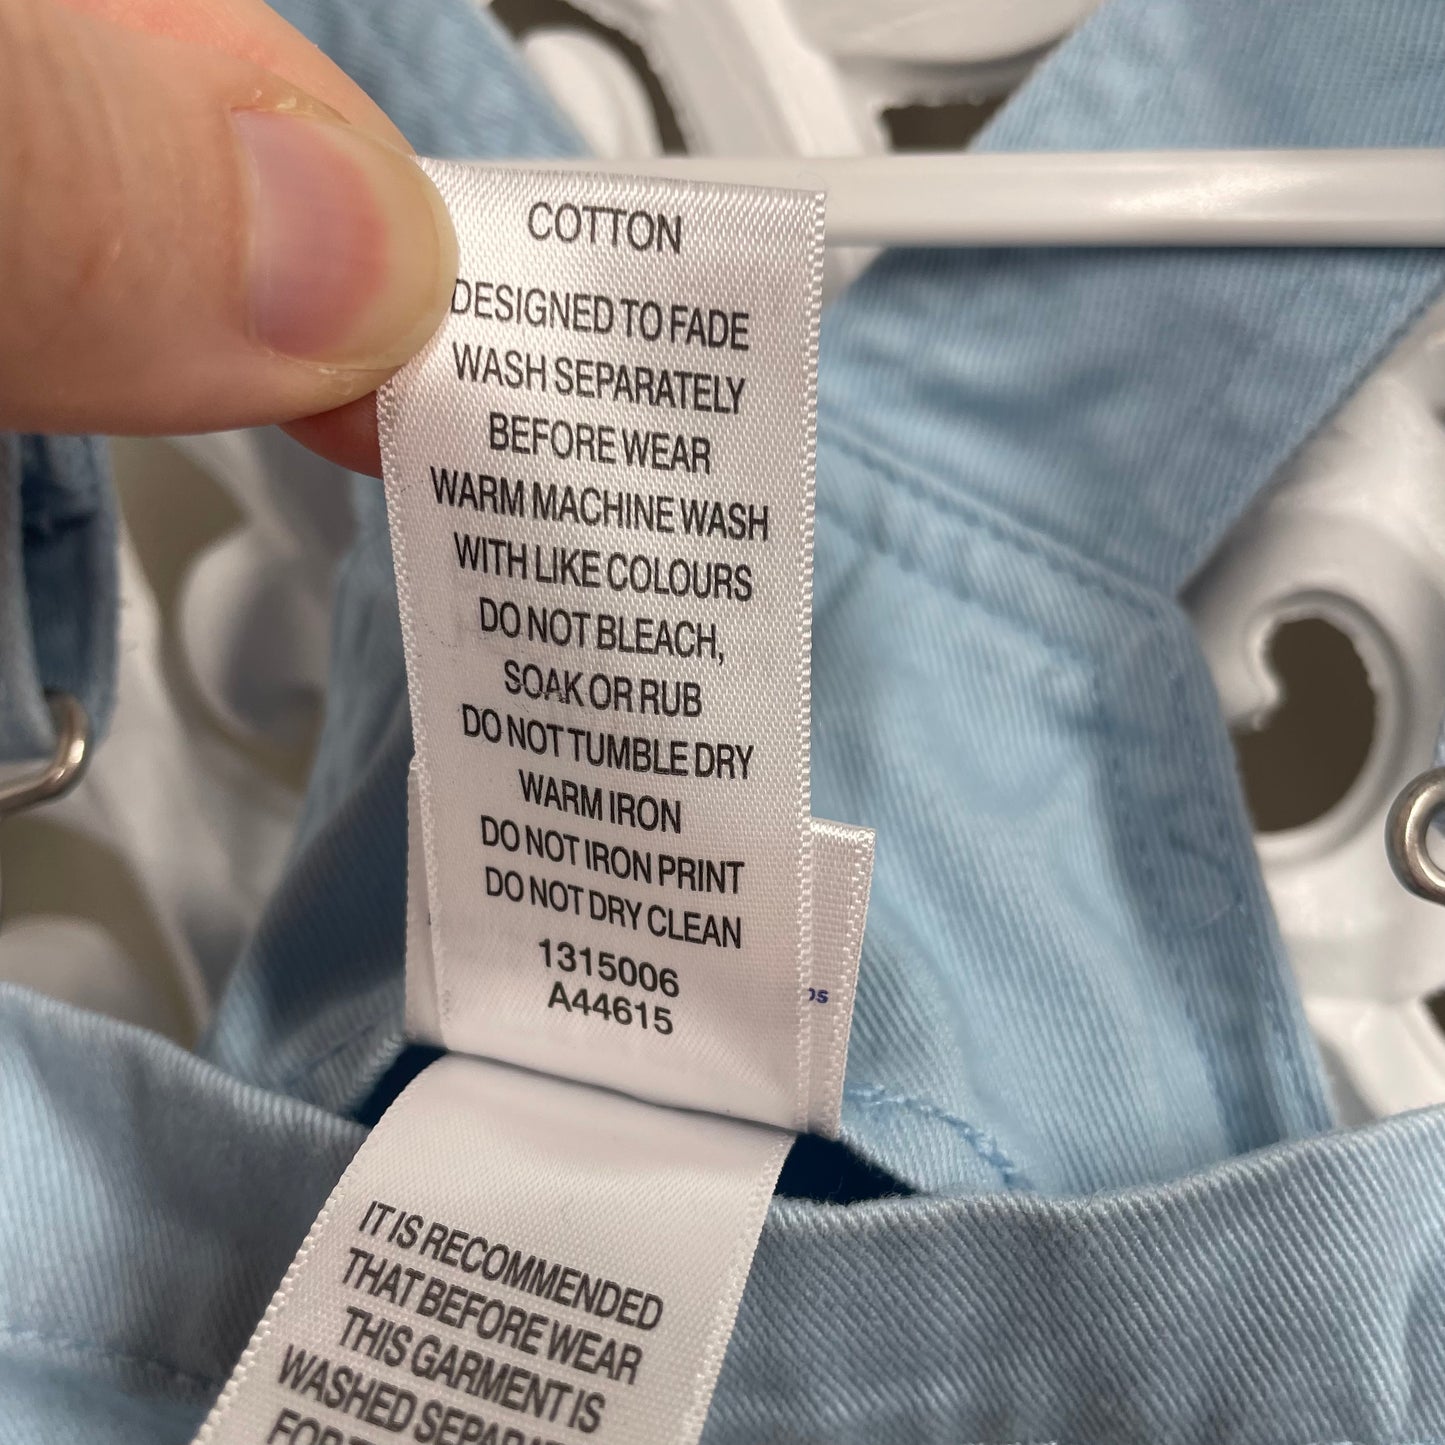 COTTON
DESIGNED TO FADE
WASH SEPARATELY
BEFORE WEAR
WARM MACHINE WASH
WITH LIKE COLOURS
DO NOT BLEACH,
SOAK OR RUB
DO NOT TUMBLE DRY
WARM IRON
DO NOT IRON PRINT
DO NOT DRY CLEAN
1315006
A44615
IT IS RECOMMENDED
THAT BEFORE WEAR
THIS GARMENT IS
WASHED